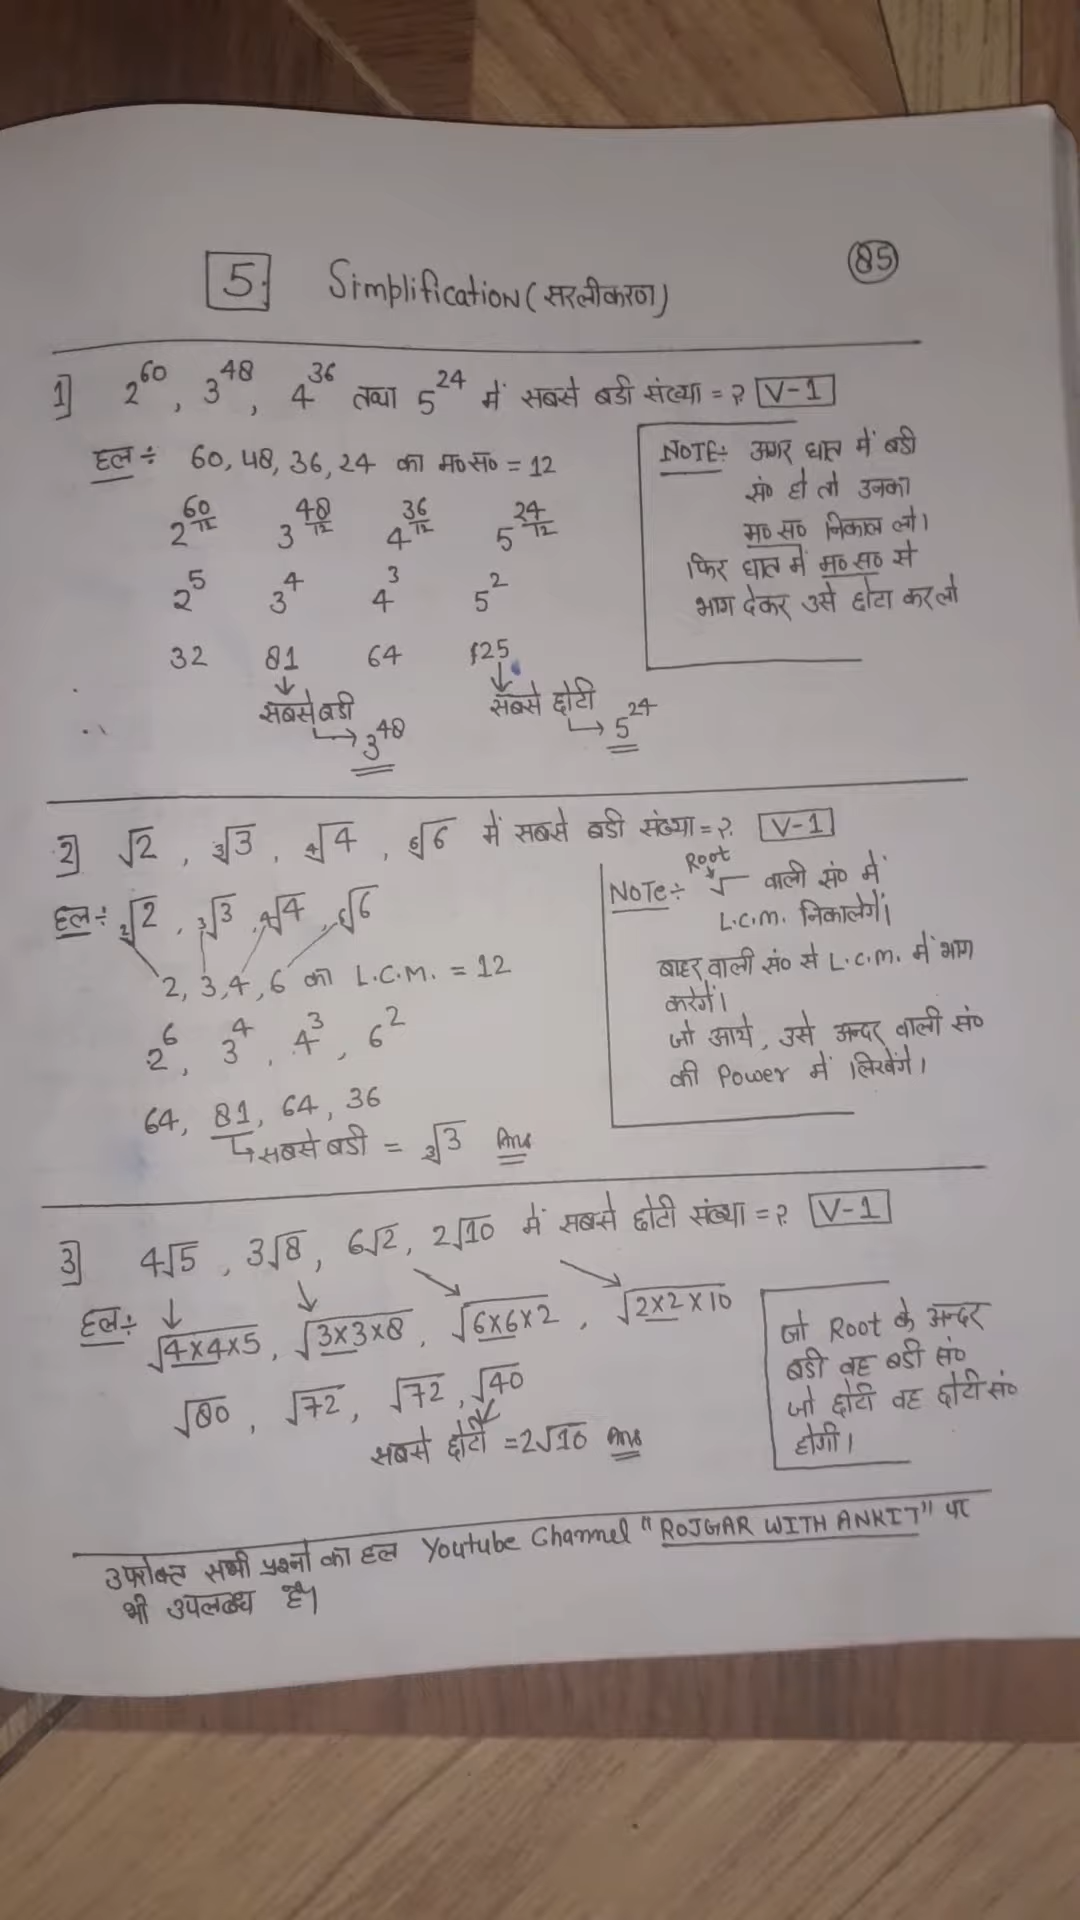 5. Simplification (सरलीकरण)
85
1] 2^60, 3^48, 4^36 तथा 5^24 में सबसे बडी संख्या = ? V-1
हल ÷ 60, 48, 36, 24 का म०स० = 12
2^60/12 3^48/12 4^36/12 5^24/12
2^5 3^4 4^3 5^2
32 81 64 25
सबसे बडी → 3^48
सबसे छोटी → 5^24
NOTE:- अगर घात में बडी
सं० हो तो उनका
म० स० निकाल लो।
फिर घात में म० स० से
भाग देकर उसे छोटा कर लो
2] √2, ∛3, ∜4, ⁶√6 में सबसे बडी संख्या = ? V-1
हल ÷ ²√2, ³√3, ⁴√4, ⁶√6
2, 3, 4, 6 का L.C.M. = 12
2^6, 3^4, 4^3, 6^2
64, 81, 64, 36
↳ सबसे बडी = ∛3 Ans
Root
NOTe÷ √ वाली सं० में
L.C.M. निकालेगें।
बाहर वाली सं० से L.C.M. में भाग
करेगें।
जो आये, उसे अन्दर वाली सं०
की Power में लिखेंगे।
3] 4√5, 3√8, 6√2, 2√10 में सबसे छोटी संख्या = ? V-1
हल÷ √4×4×5, √3×3×8, √6×6×2, √2×2×10
√80, √72, √72, √40
सबसे छोटी = 2√10 Ans
जो Root के अन्दर
बडी वह बडी सं०
जो छोटी वह छोटी सं०
होगी।
उपरोक्त सभी प्रश्नों का हल Youtube Channel "ROJGAR WITH ANKIT" पर
भी उपलब्ध है।